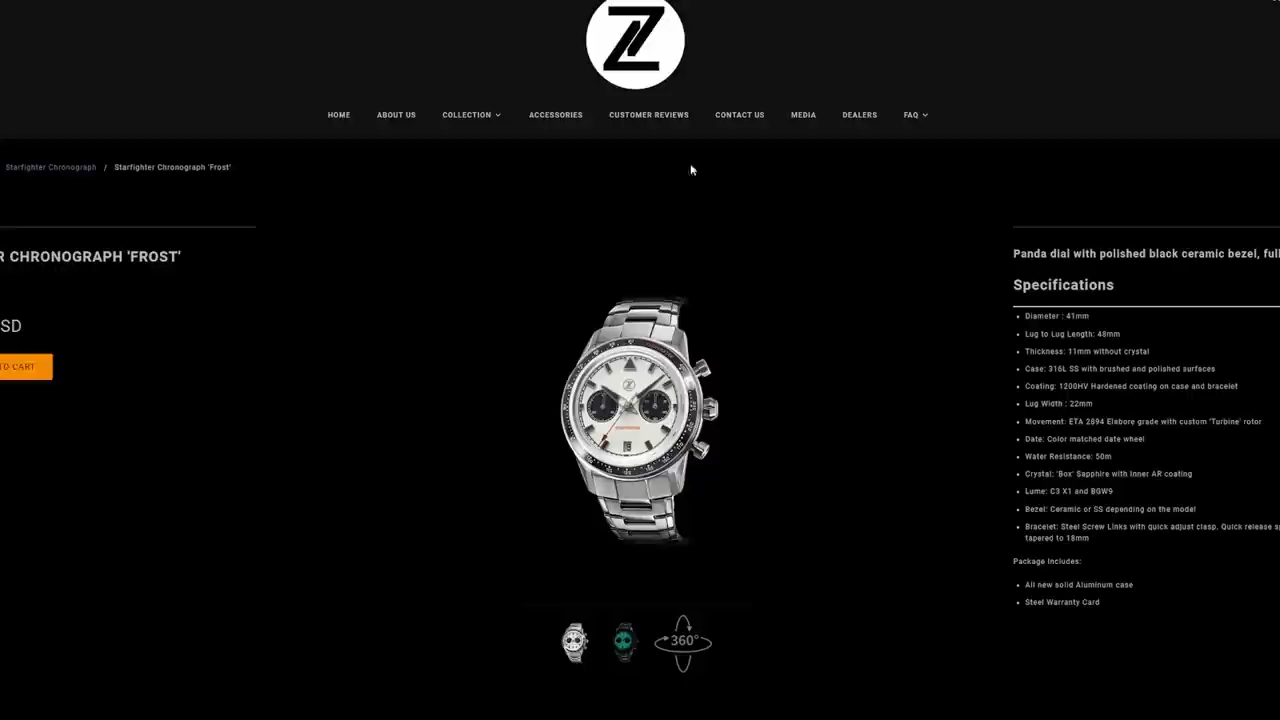 Z
HOME ABOUT US COLLECTION ACCESSORIES CUSTOMER REVIEWS CONTACT US MEDIA DEALERS FAQ
Starfighter Chronograph / Starfighter Chronograph 'Frost'
R CHRONOGRAPH 'FROST'
SD
TO CART
Panda dial with polished black ceramic bezel, full
Specifications
Diameter : 41mm
Lug to Lug Length: 48mm
Thickness: 11mm without crystal
Case: 316L SS with brushed and polished surfaces
Coating: 1200HV Hardened coating on case and bracelet
Lug Width : 22mm
Movement: ETA 2894 Elabore grade with custom 'Turbine' rotor
Date: Color matched date wheel
Water Resistance: 50m
Crystal: 'Box' Sapphire with Inner AR coating
Lume: C3 X1 and BGW9
Bezel: Ceramic or SS depending on the model
Bracelet: Steel Screw Links with quick adjust clasp. Quick release sp
tapered to 18mm
Package Includes:
All new solid Aluminum case
Steel Warranty Card
360°